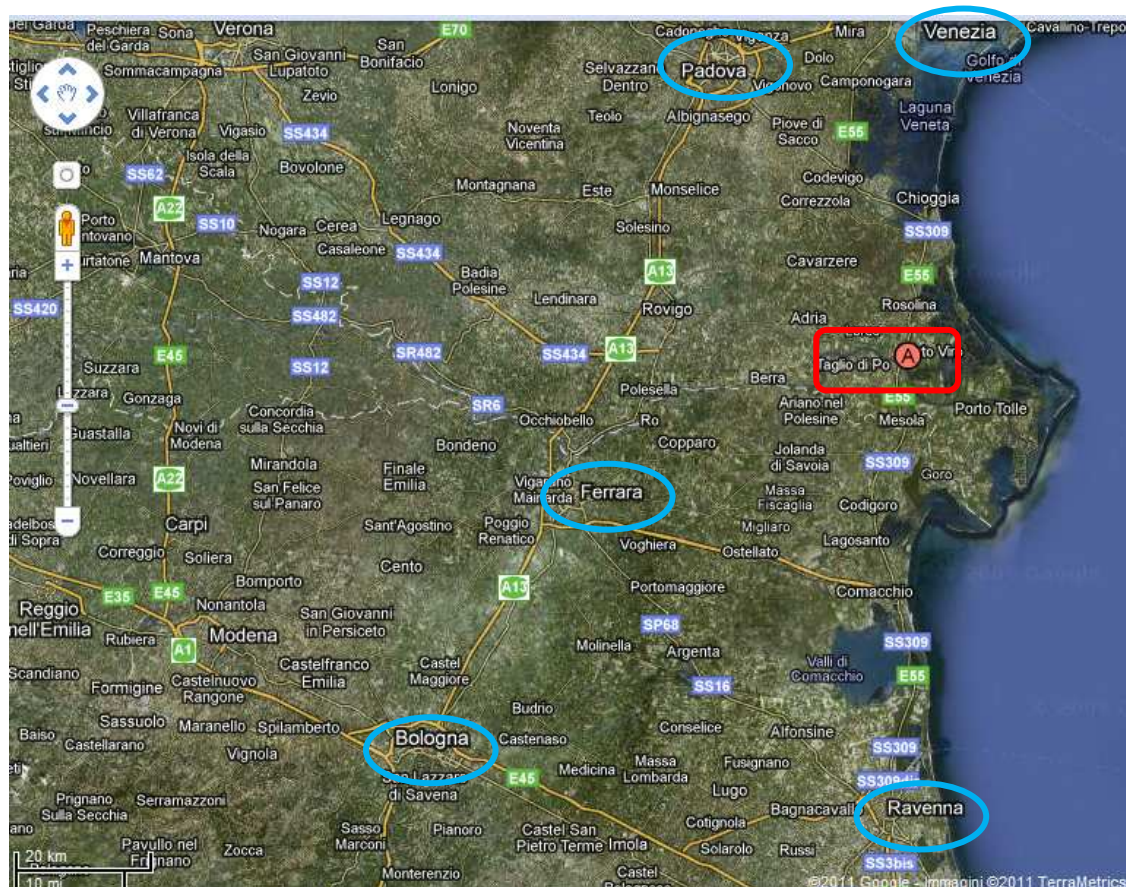 Peschiera
del Garda
Sona
Verona
E70
San
Bonifacio
San Giovanni
Lupatoto
Sommacampagna
Zevio
Lonigo
Villafranca
di Verona
Vigasio
SS434
Isola della
Scala
Bovolone
SS62
A22
SS10
Nogara
Cerea
Legnago
Casaleone
SS434
Mantova
Porto
SS12
SS482
SS420
SR482
SS434
SS12
E45
Suzzara
Gonzaga
Guastalla
Novi di
Modena
Concordia
sulla Secchia
SR6
Novellara
Poviglio
A22
Mirandola
San Felice
sul Panaro
Finale
Emilia
Bondeno
Carpi
Correggio
Soliera
Sant'Agostino
Poggio
Renatico
Cento
Bomporto
E35
E45
Nonantola
Reggio
nell'Emilia
Rubiera
Modena
A1
San Giovanni
in Persiceto
Castelfranco
Emilia
Castel
Maggiore
Formigine
Castelnuovo
Rangone
Sassuolo
Maranello
Spilamberto
Baiso
Castellarano
Vignola
Bologna
Castenaso
Budrio
San Lazzaro
di Savena
E45
Medicina
Massa
Lombarda
Prignano
Sulla Secchia
Serramazzoni
Pavullo nel
Frignano
Zocca
Sasso
Marconi
Pianoro
Castel San
Pietro Terme
Imola
Monterenzio
Castel
20 km
10 mi
Padova
Vigonza
Mira
Venezia
Cavallino-Trepo
Golfo di
Venezia
Selvazzano
Dentro
Dolo
Vigonovo
Camponogara
Teolo
Albignasego
Noventa
Vicentina
Piove di
Sacco
E55
Laguna
Veneta
Montagnana
Este
Monselice
Codevigo
Correzzola
Chioggia
Solesino
SS309
A13
Cavarzere
E55
Badia
Polesine
Lendinara
Rovigo
Rosolina
Adria
A13
Taglio di Po
A
to Viro
Polesella
Berra
E55
Ariano nel
Polesine
Mesola
Porto Tolle
Occhiobello
Ro
Copparo
Jolanda
di Savoia
SS309
Goro
Vigarano
Mainarda
Ferrara
Massa
Fiscaglia
Codigoro
Migliaro
Lagosanto
Voghiera
Ostellato
A13
Portomaggiore
Comacchio
SP68
Molinella
Argenta
SS309
Valli di
Comacchio
E55
SS16
Conselice
Alfonsine
SS309
Fusignano
Lugo
Bagnacavallo
Ravenna
Cotignola
Solarolo
Russi
SS3bis
©2011 Google - Immagini ©2011 TerraMetrics